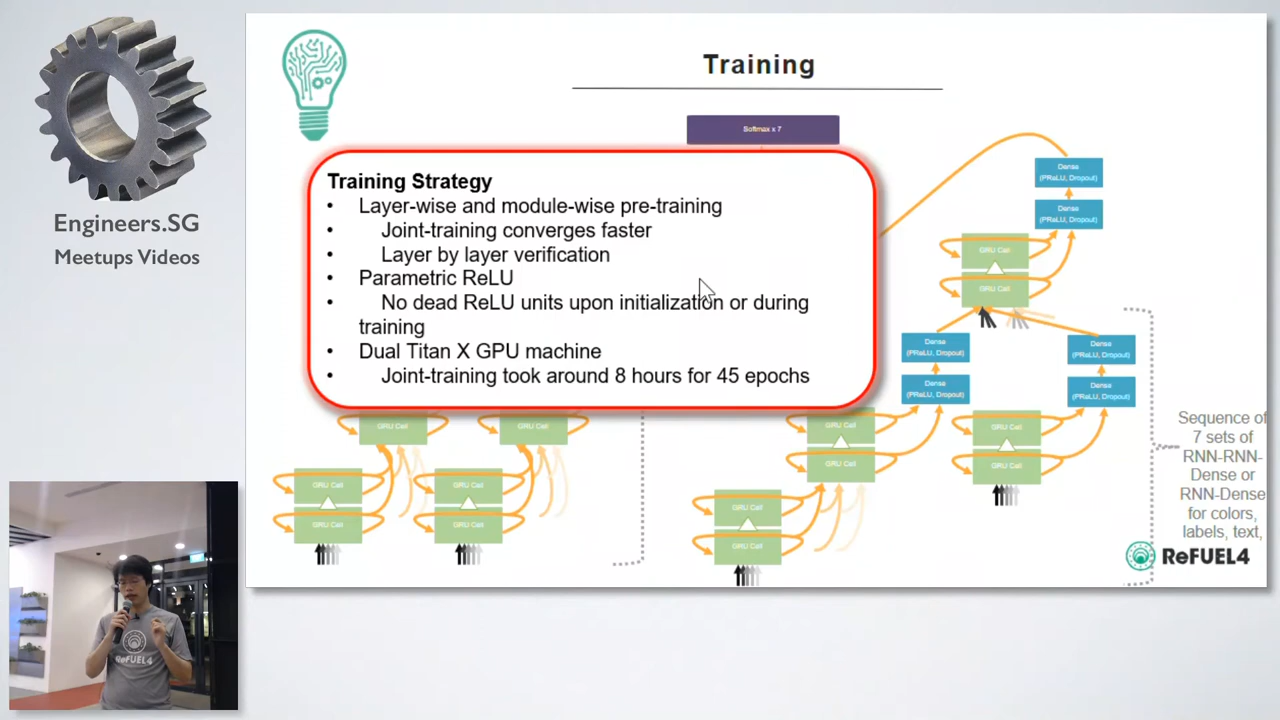 Engineers.SG
Meetups Videos
Training
Softmax x 7
Training Strategy
• Layer-wise and module-wise pre-training
• Joint-training converges faster
• Layer by layer verification
• Parametric ReLU
• No dead ReLU units upon initialization or during
training
• Dual Titan X GPU machine
• Joint-training took around 8 hours for 45 epochs
Dense
(PReLU, Dropout)
Dense
(PReLU, Dropout)
GRU Cell
GRU Cell
Dense
(PReLU, Dropout)
Dense
(PReLU, Dropout)
Dense
(PReLU, Dropout)
Dense
(PReLU, Dropout)
GRU Cell
GRU Cell
GRU Cell
GRU Cell
GRU Cell
GRU Cell
GRU Cell
GRU Cell
GRU Cell
GRU Cell
GRU Cell
GRU Cell
Sequence of
7 sets of
RNN-RNN-
Dense or
RNN-Dense
for colors,
labels, text,
ReFUEL4
ReFUEL4